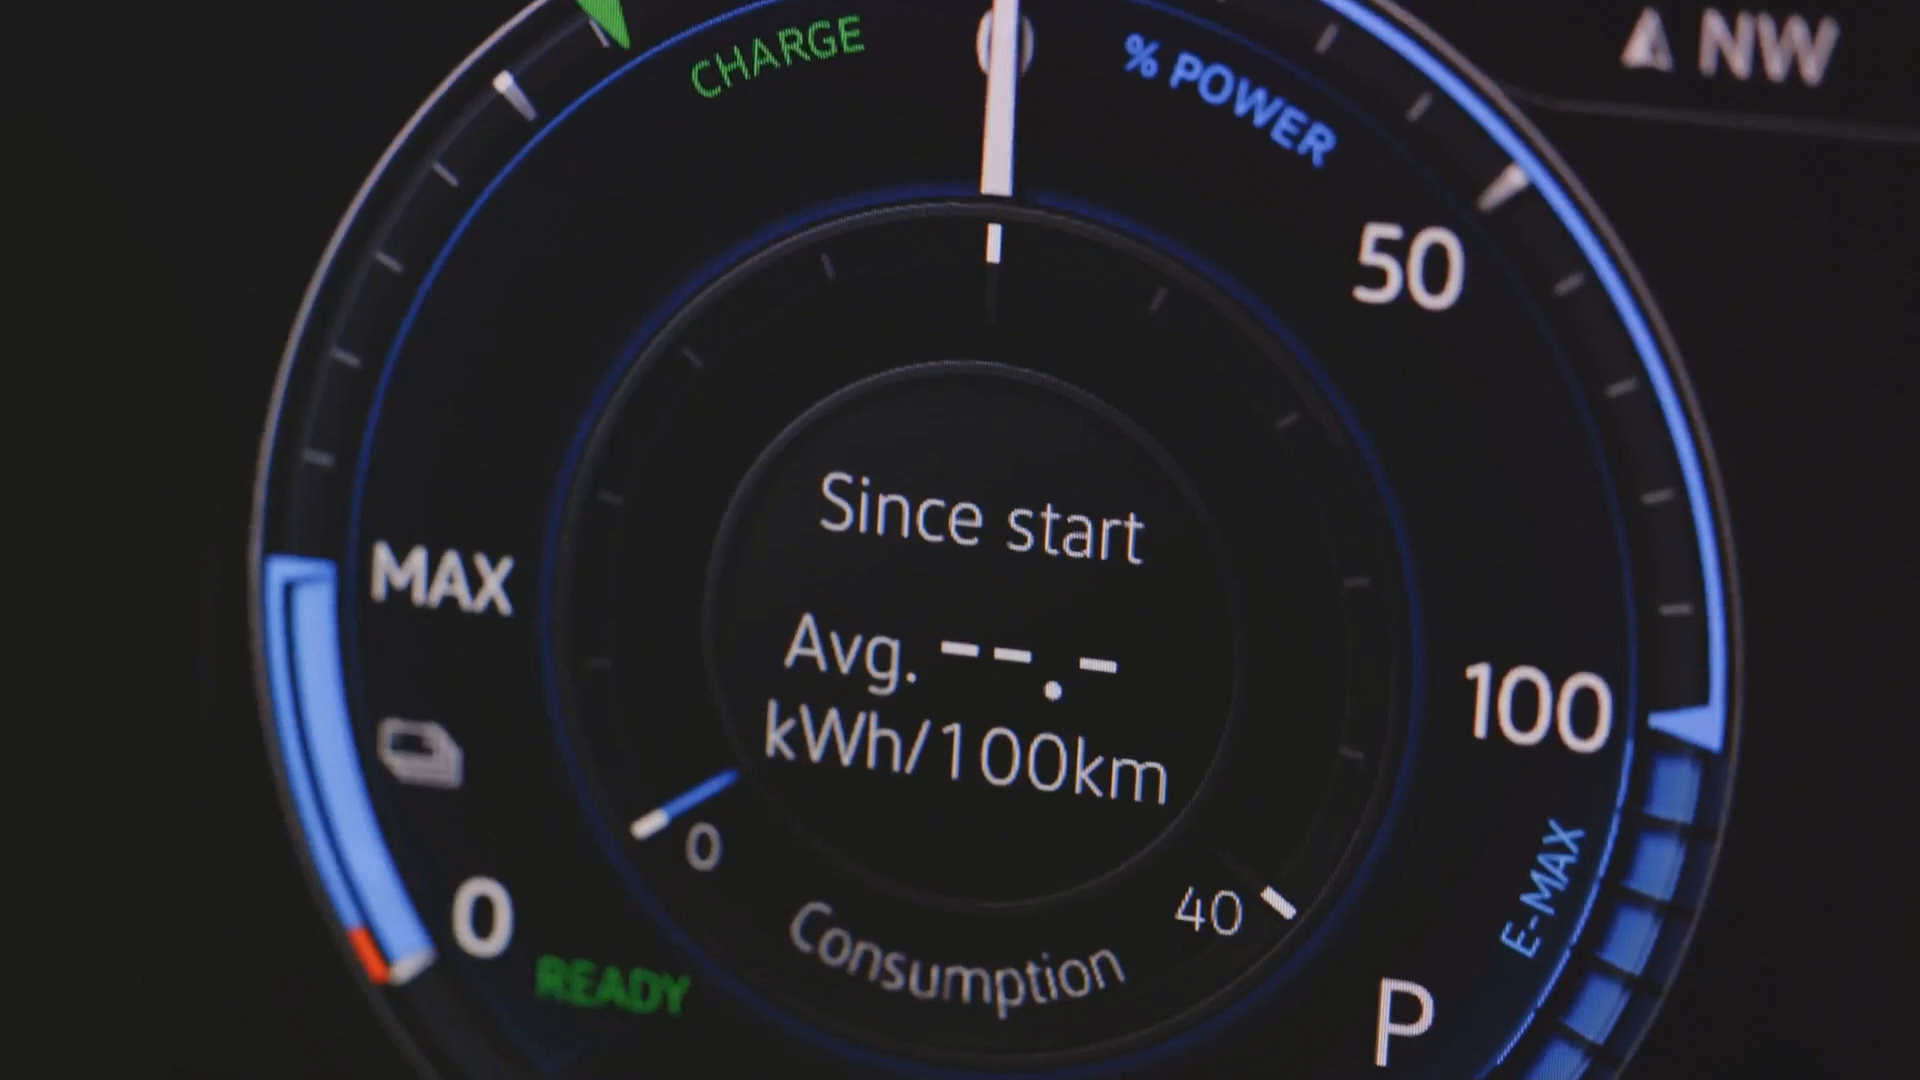 CHARGE
0
% POWER
NW
50
MAX
Since start
Avg. --.-
kWh/100km
100
0
40
Consumption
E-MAX
0
READY
P